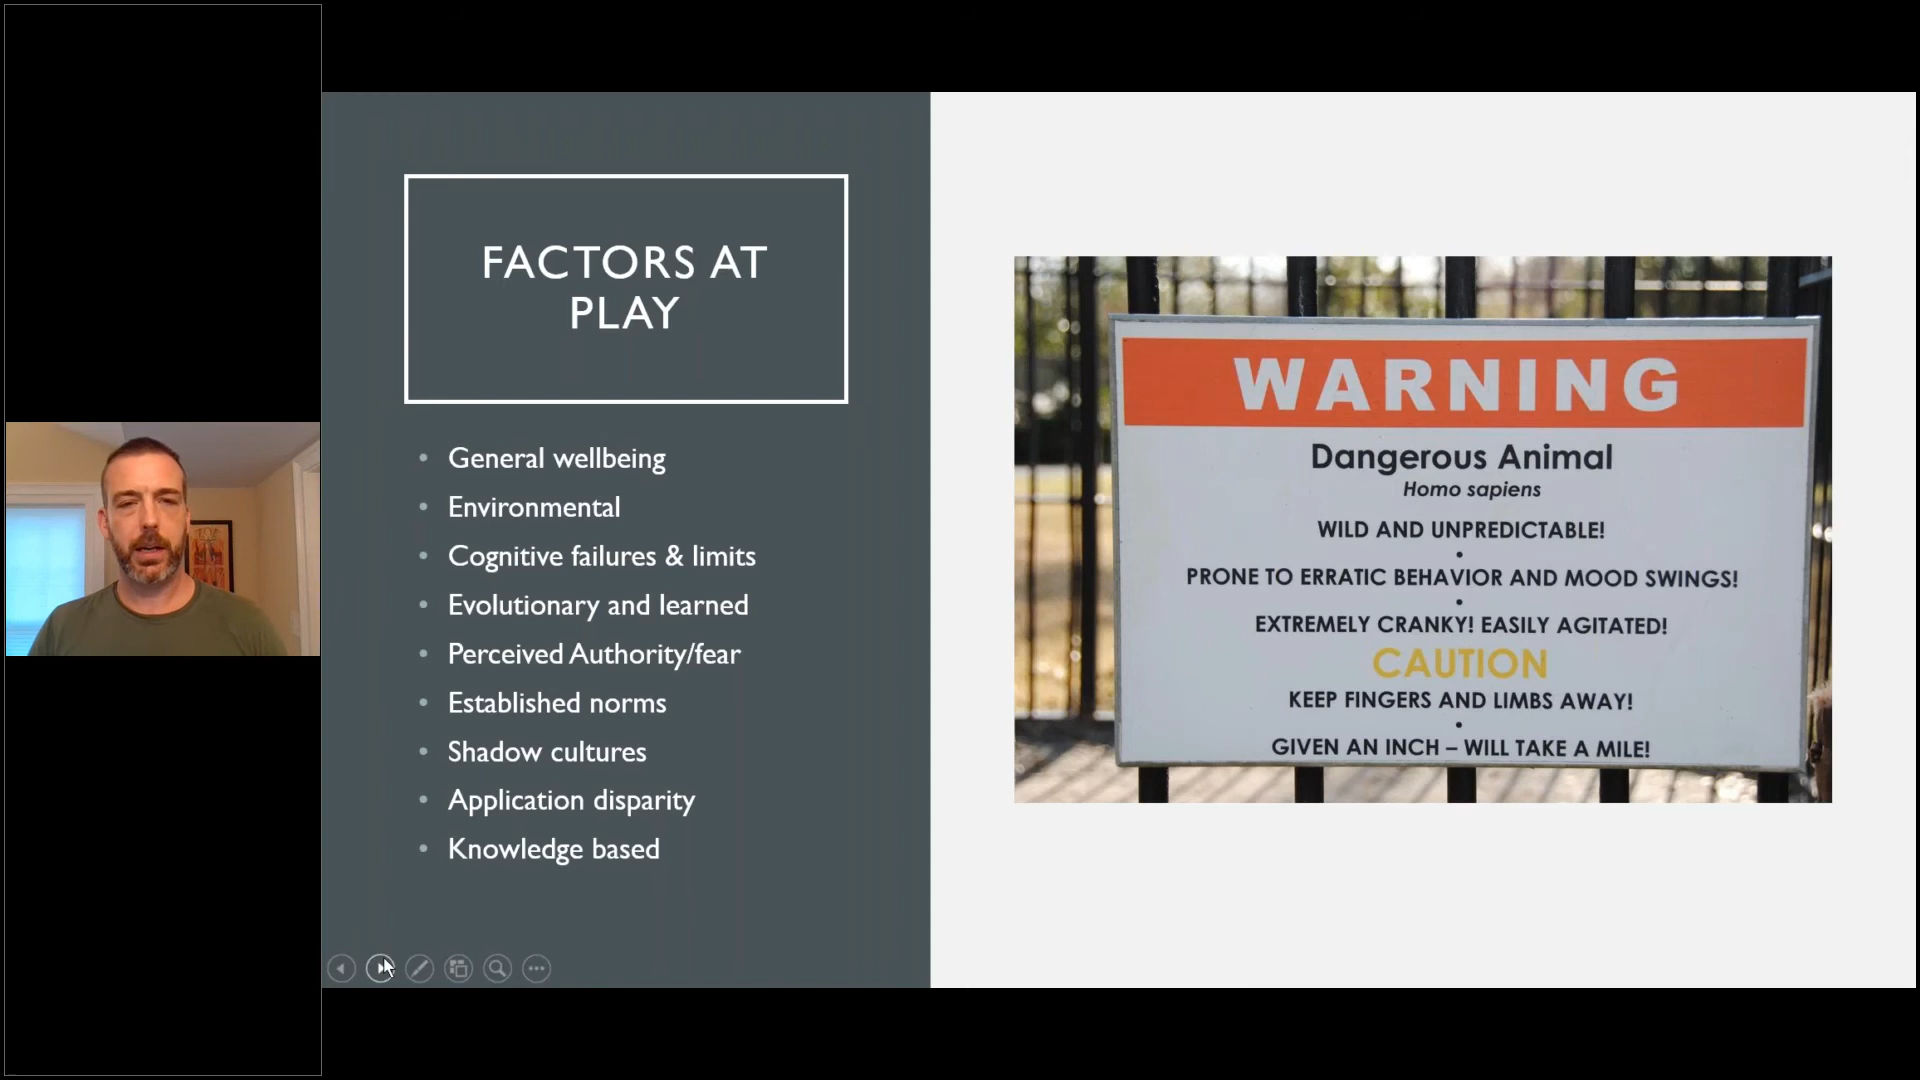 FACTORS AT
PLAY
• General wellbeing
• Environmental
• Cognitive failures & limits
• Evolutionary and learned
• Perceived Authority/fear
• Established norms
• Shadow cultures
• Application disparity
• Knowledge based
WARNING
Dangerous Animal
Homo sapiens
WILD AND UNPREDICTABLE!
•
PRONE TO ERRATIC BEHAVIOR AND MOOD SWINGS!
•
EXTREMELY CRANKY! EASILY AGITATED!
CAUTION
KEEP FINGERS AND LIMBS AWAY!
•
GIVEN AN INCH – WILL TAKE A MILE!